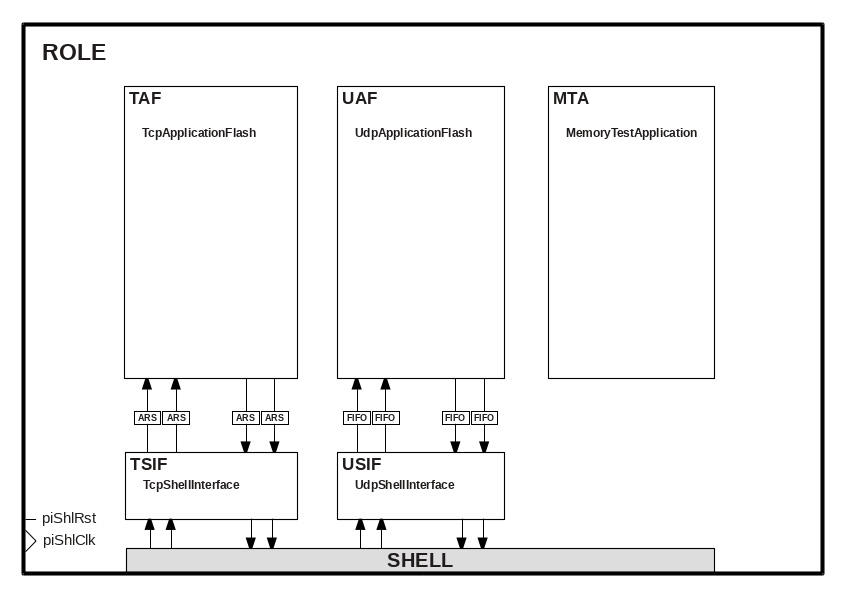 ROLE
TAF
UAF
MTA
TcpApplicationFlash
UdpApplicationFlash
MemoryTestApplication
ARS ARS ARS ARS FIFO FIFO FIFO FIFO
TSIF
USIF
TcpShellInterface
UdpShellInterface
piShlRst
piShlClk
SHELL